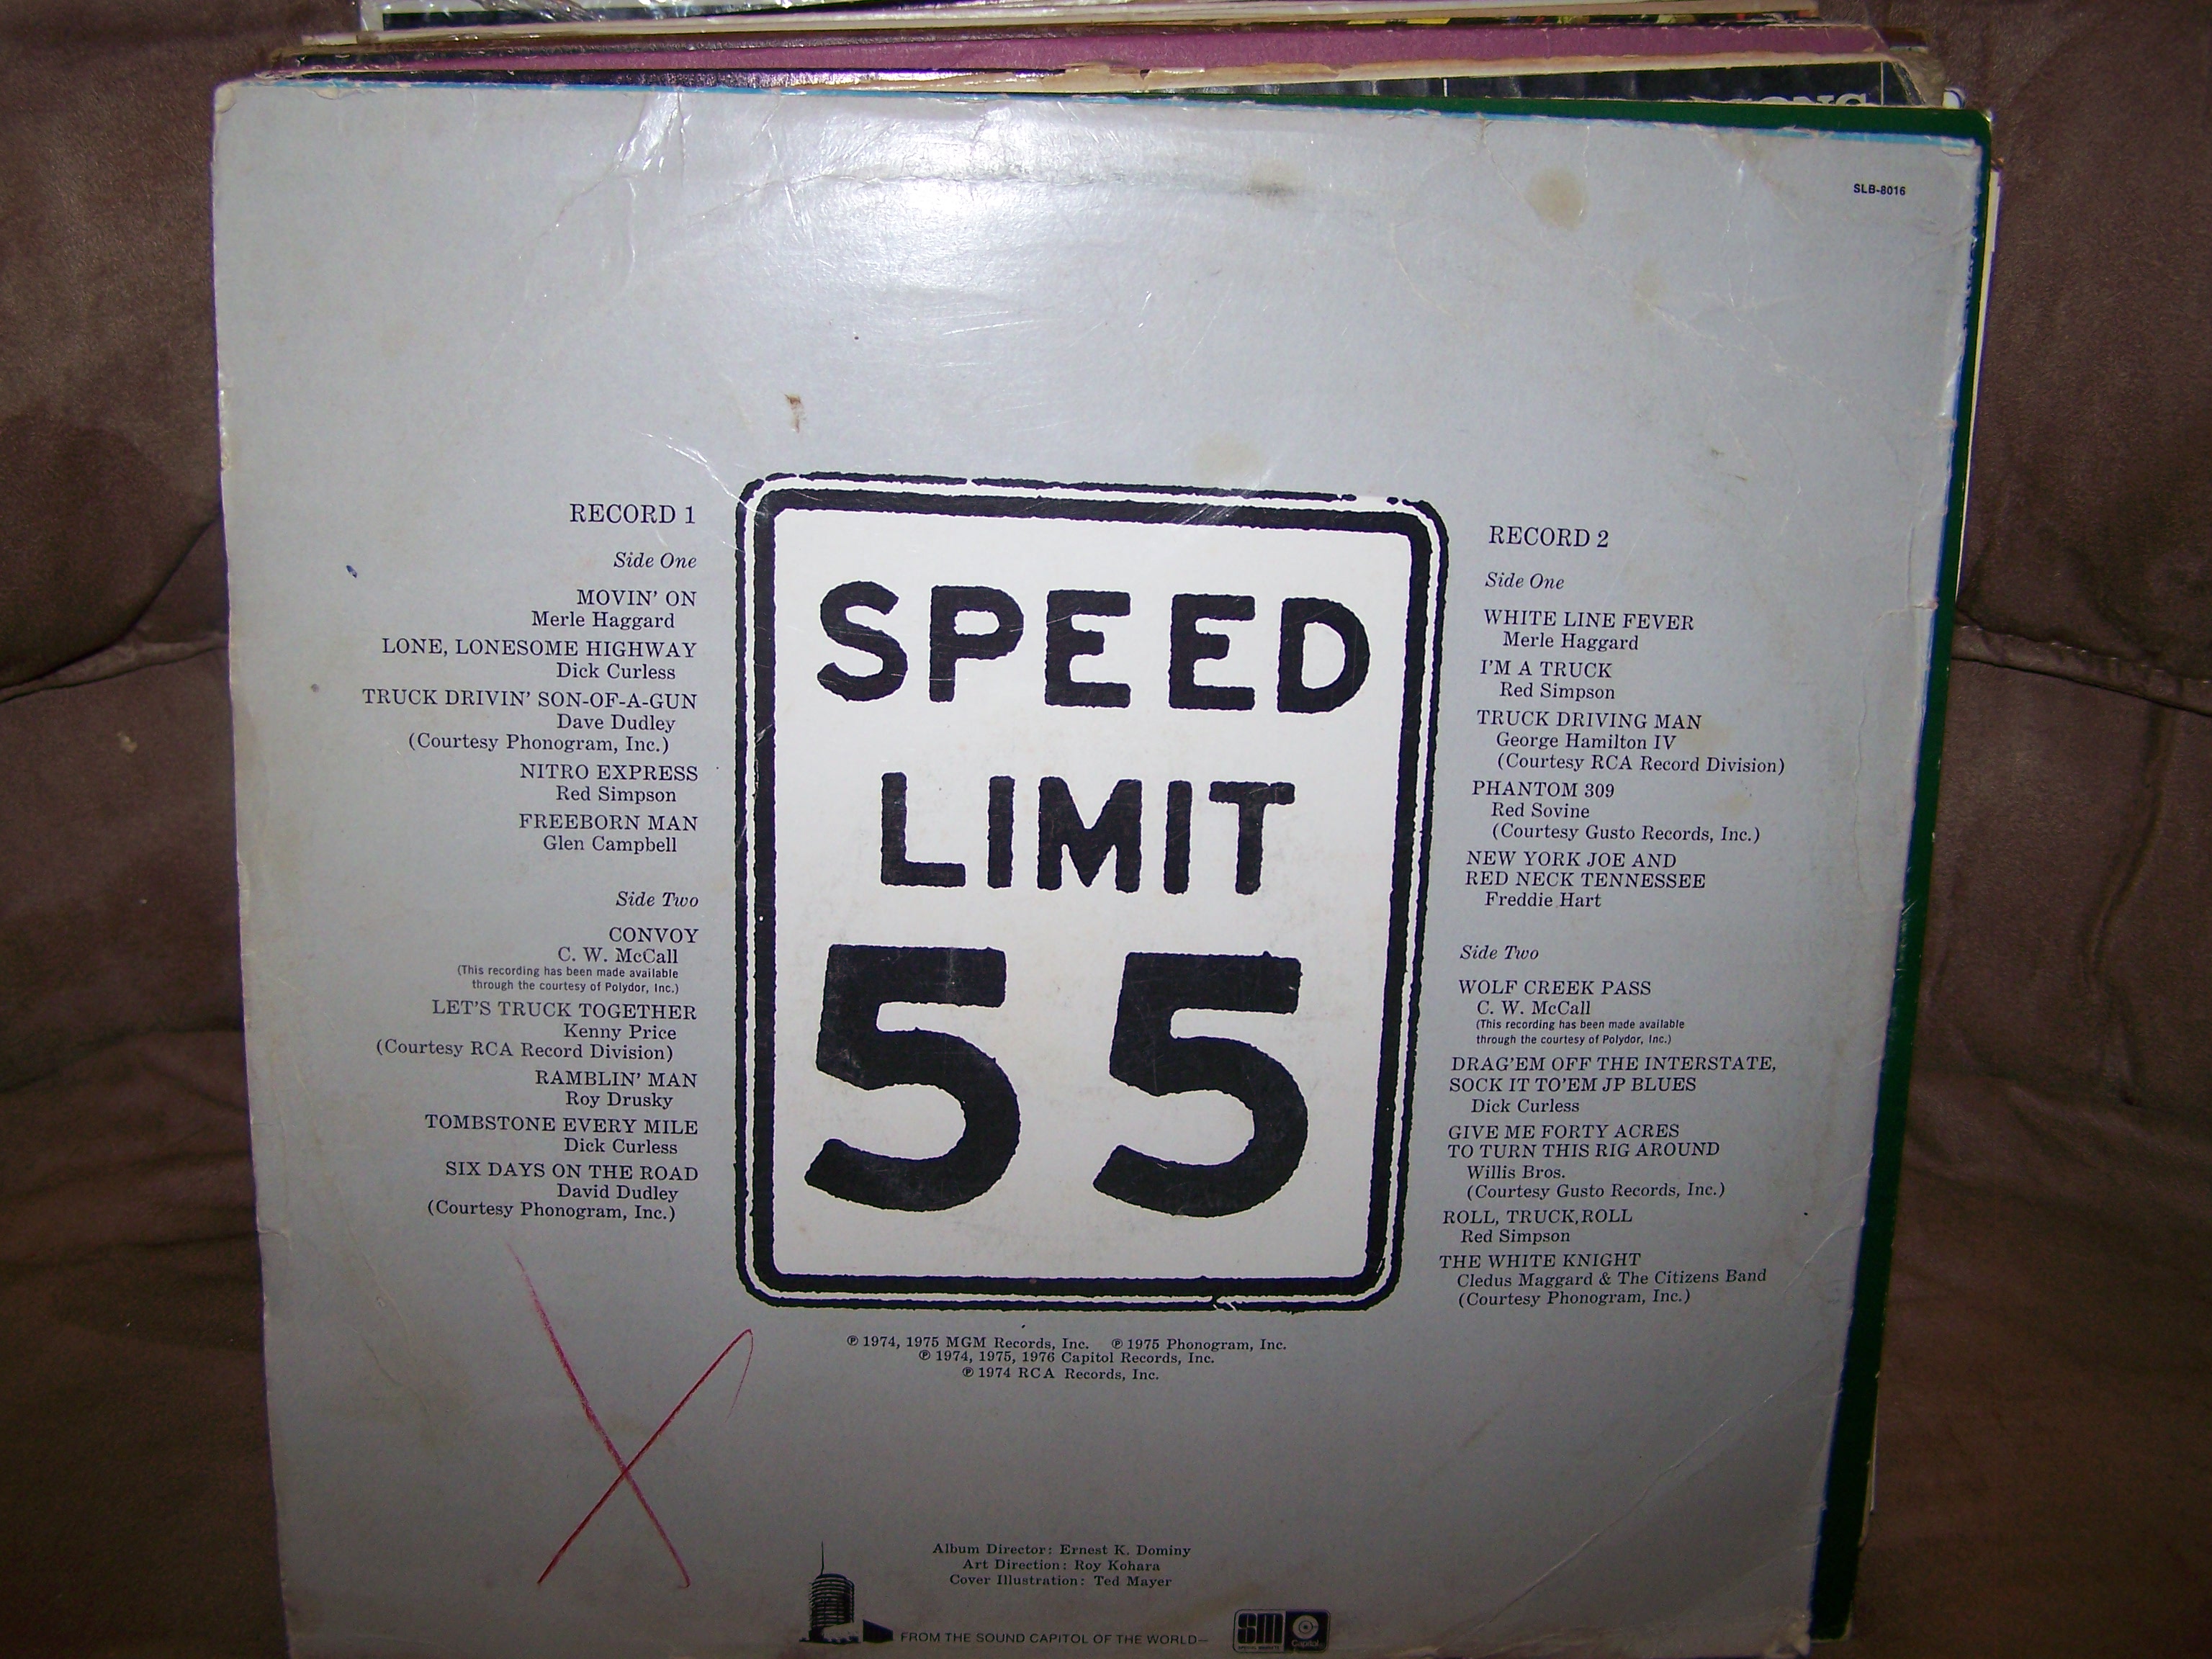 SLB-8016
RECORD 1
Side One
MOVIN' ON
Merle Haggard
LONE, LONESOME HIGHWAY
Dick Curless
TRUCK DRIVIN' SON-OF-A-GUN
Dave Dudley
(Courtesy Phonogram, Inc.)
NITRO EXPRESS
Red Simpson
FREEBORN MAN
Glen Campbell
Side Two
CONVOY
C. W. McCall
(This recording has been made available
through the courtesy of Polydor, Inc.)
LET'S TRUCK TOGETHER
Kenny Price
(Courtesy RCA Record Division)
RAMBLIN' MAN
Roy Drusky
TOMBSTONE EVERY MILE
Dick Curless
SIX DAYS ON THE ROAD
David Dudley
(Courtesy Phonogram, Inc.)
SPEED
LIMIT
55
RECORD 2
Side One
WHITE LINE FEVER
Merle Haggard
I'M A TRUCK
Red Simpson
TRUCK DRIVING MAN
George Hamilton IV
(Courtesy RCA Record Division)
PHANTOM 309
Red Sovine
(Courtesy Gusto Records, Inc.)
NEW YORK JOE AND
RED NECK TENNESSEE
Freddie Hart
Side Two
WOLF CREEK PASS
C. W. McCall
(This recording has been made available
through the courtesy of Polydor, Inc.)
DRAG'EM OFF THE INTERSTATE,
SOCK IT TO'EM JP BLUES
Dick Curless
GIVE ME FORTY ACRES
TO TURN THIS RIG AROUND
Willis Bros.
(Courtesy Gusto Records, Inc.)
ROLL, TRUCK,ROLL
Red Simpson
THE WHITE KNIGHT
Cledus Maggard & The Citizens Band
(Courtesy Phonogram, Inc.)
℗ 1974, 1975 MGM Records, Inc. ℗ 1975 Phonogram, Inc.
℗ 1974, 1975, 1976 Capitol Records, Inc.
℗ 1974 RCA Records, Inc.
Album Director: Ernest K. Dominy
Art Direction: Roy Kohara
Cover Illustration: Ted Mayer
FROM THE SOUND CAPITOL OF THE WORLD—
sm
Capitol